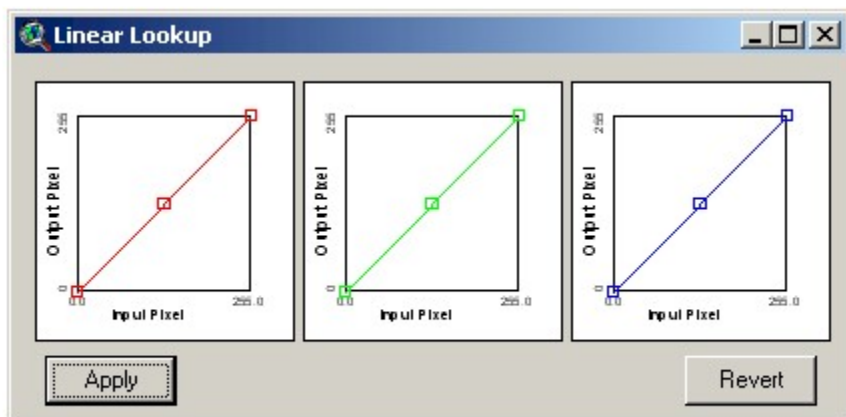 Linear Lookup
255
Output Pixel
0
0.0
255.0
Input Pixel
255
Output Pixel
0
0.0
255.0
Input Pixel
255
Output Pixel
0
0.0
255.0
Input Pixel
Apply
Revert